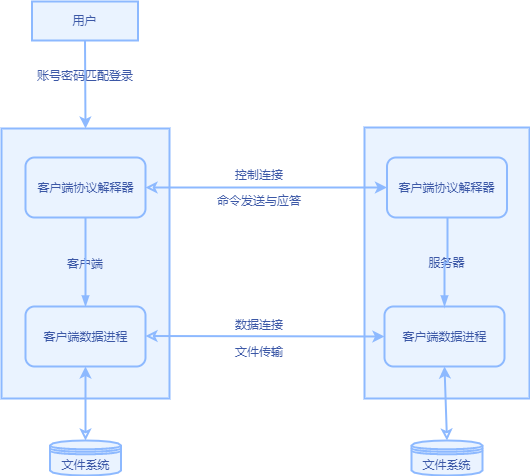 用户
账号密码匹配登录
客户端协议解释器
控制连接
命令发送与应答
客户端协议解释器
客户端
服务器
客户端数据进程
数据连接
文件传输
客户端数据进程
文件系统
文件系统